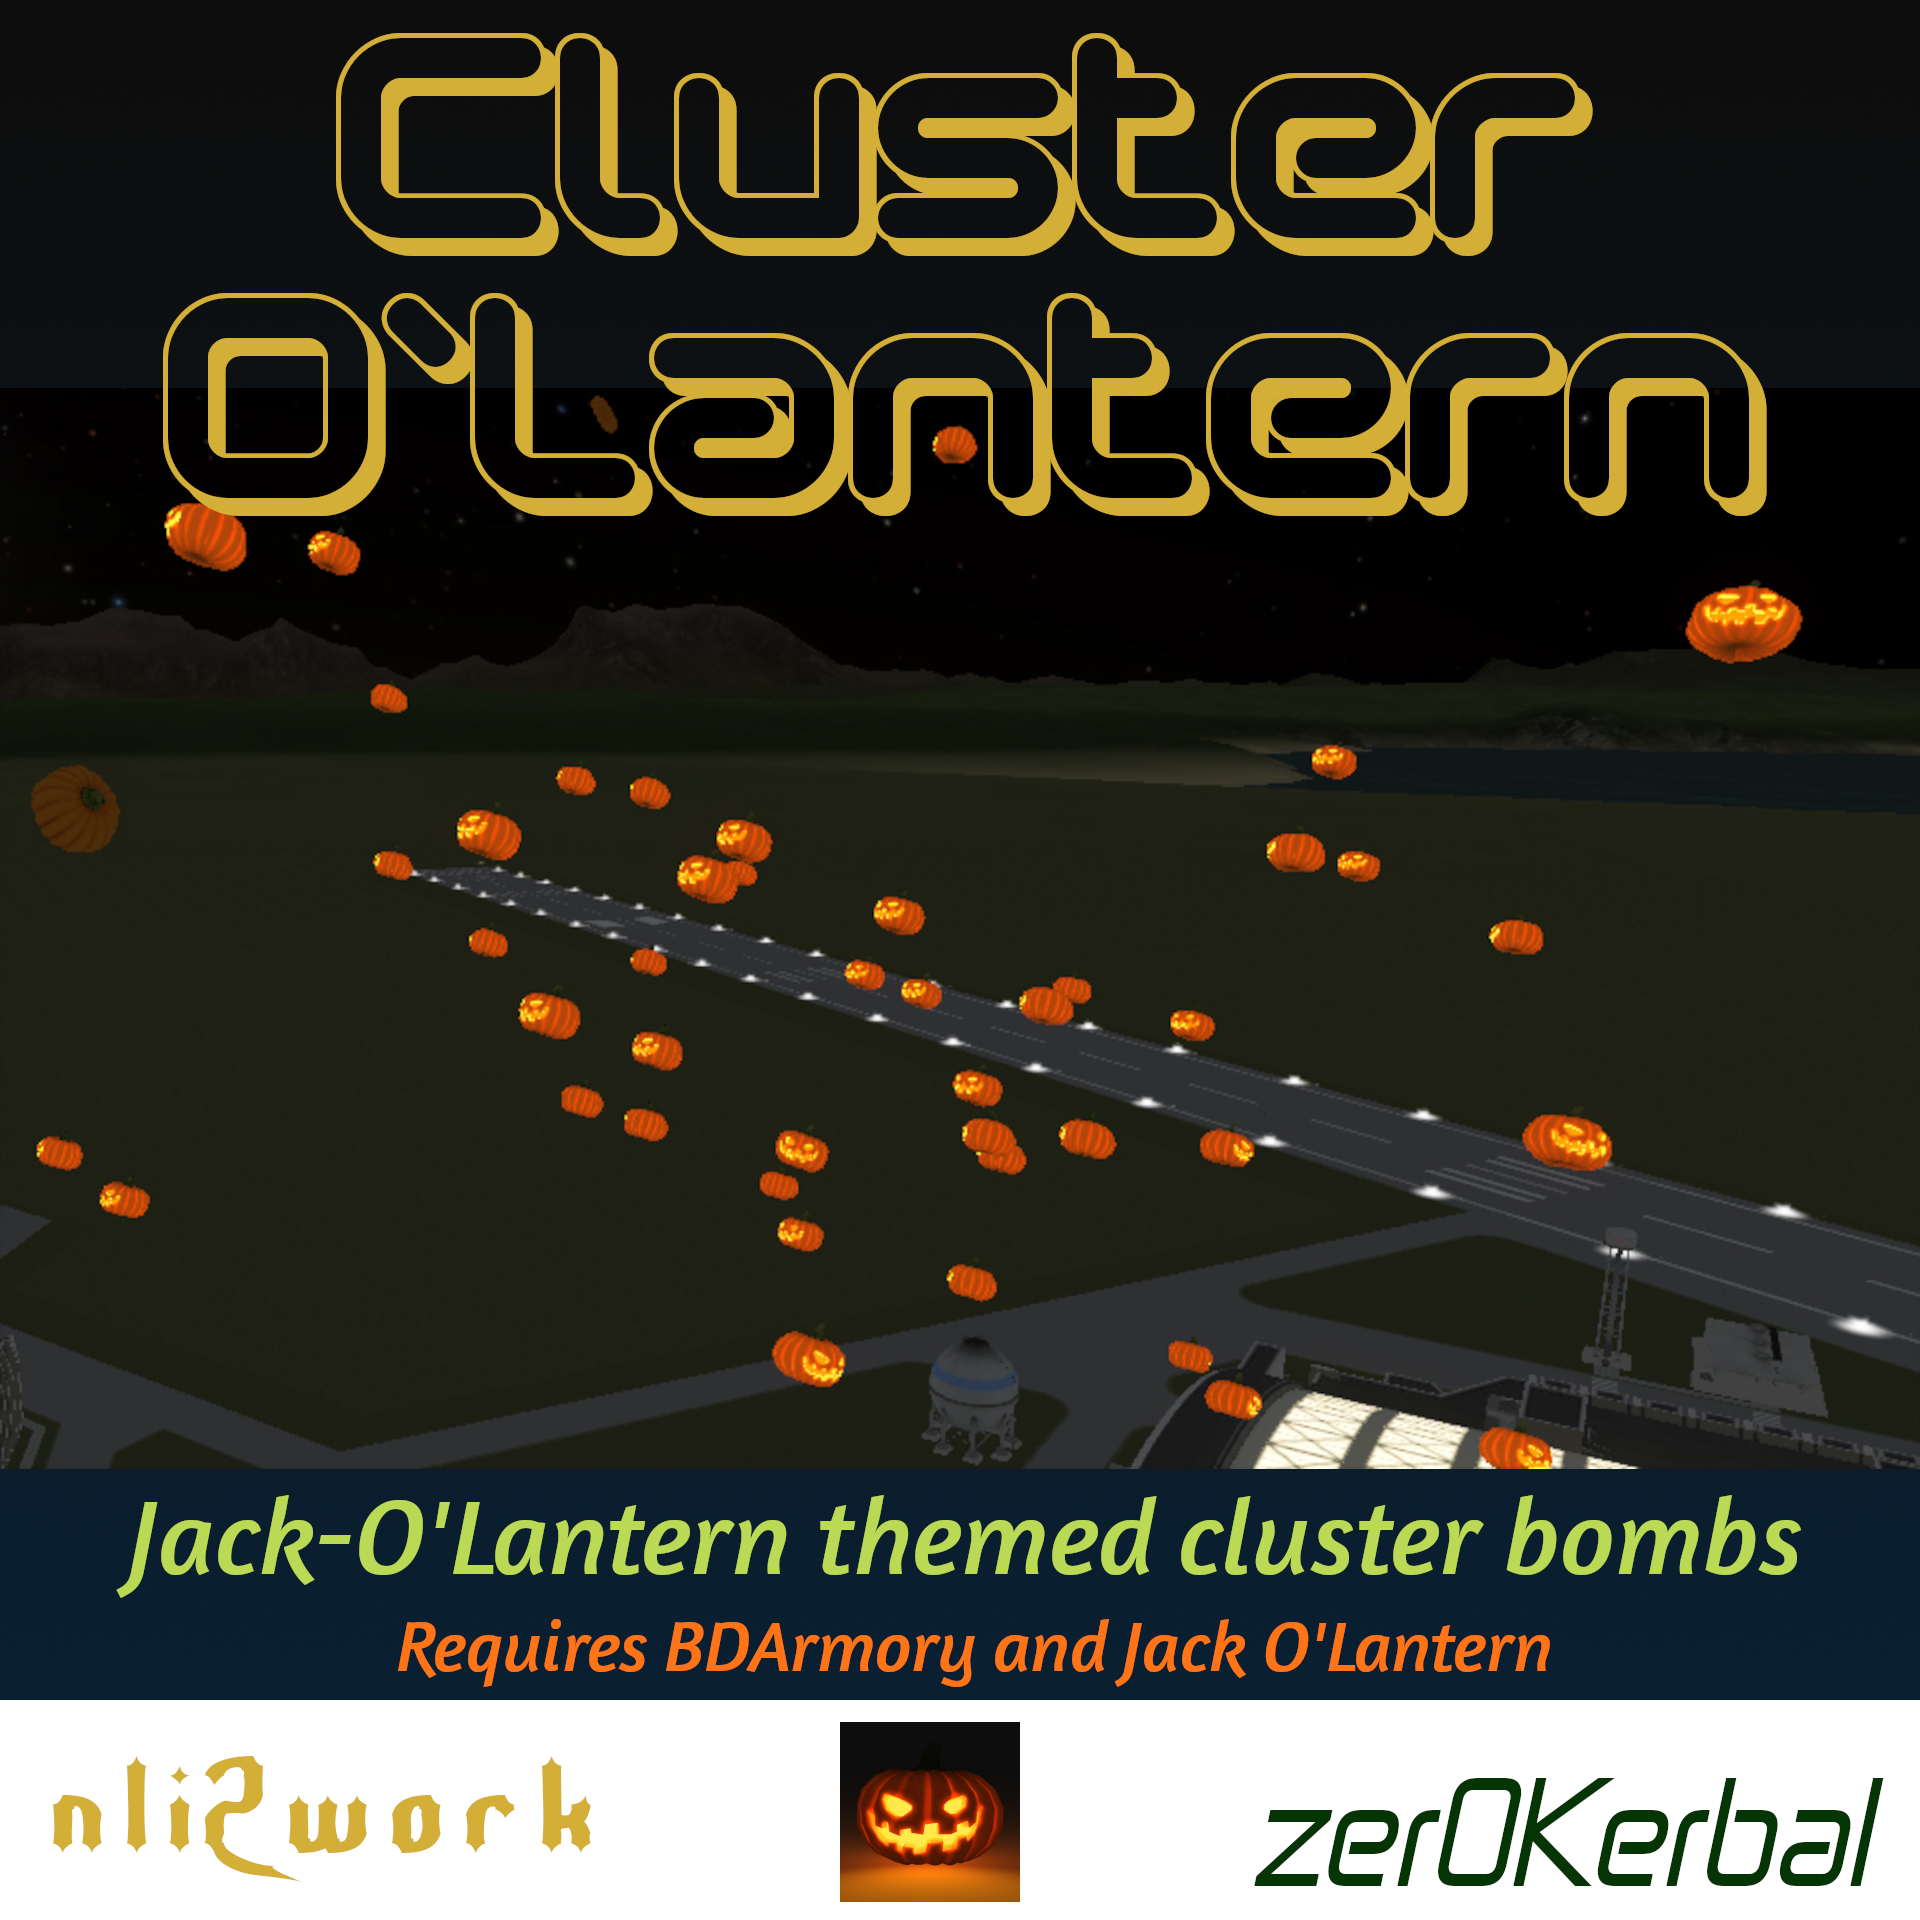 Cluster
O`Lantern
Jack-O'Lantern themed cluster bombs
Requires BDArmory and Jack O'Lantern
nli2work
zer0Kerbal